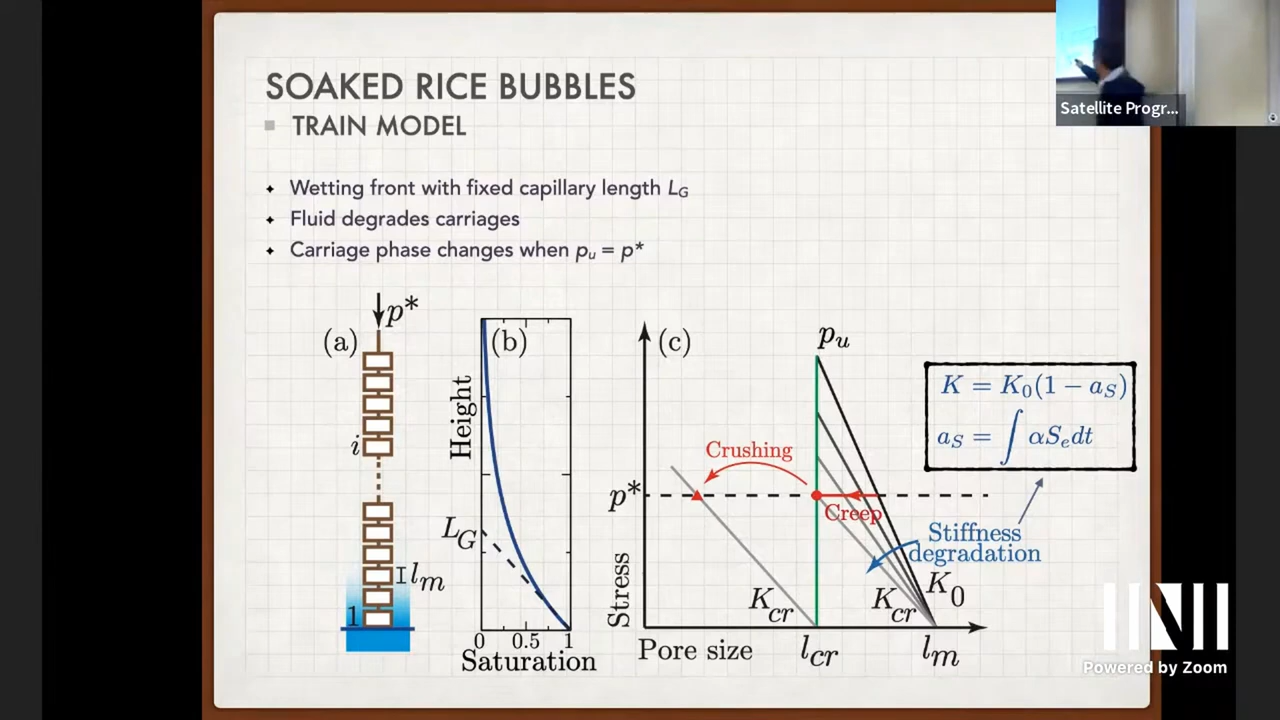 SOAKED RICE BUBBLES
TRAIN MODEL
Wetting front with fixed capillary length L_G
Fluid degrades carriages
Carriage phase changes when p_u = p*
Satellite Progr...
(a)
p*
i
l_m
1
(b)
Height
L_G
0 0.5 1
Saturation
(c)
p_u
Crushing
p*
Creep
Stiffness
degradation
K_cr
K_cr
K_0
Stress
Pore size
l_cr
l_m
K = K_0(1 − a_S)
a_S = ∫ αS_e dt
Powered by Zoom